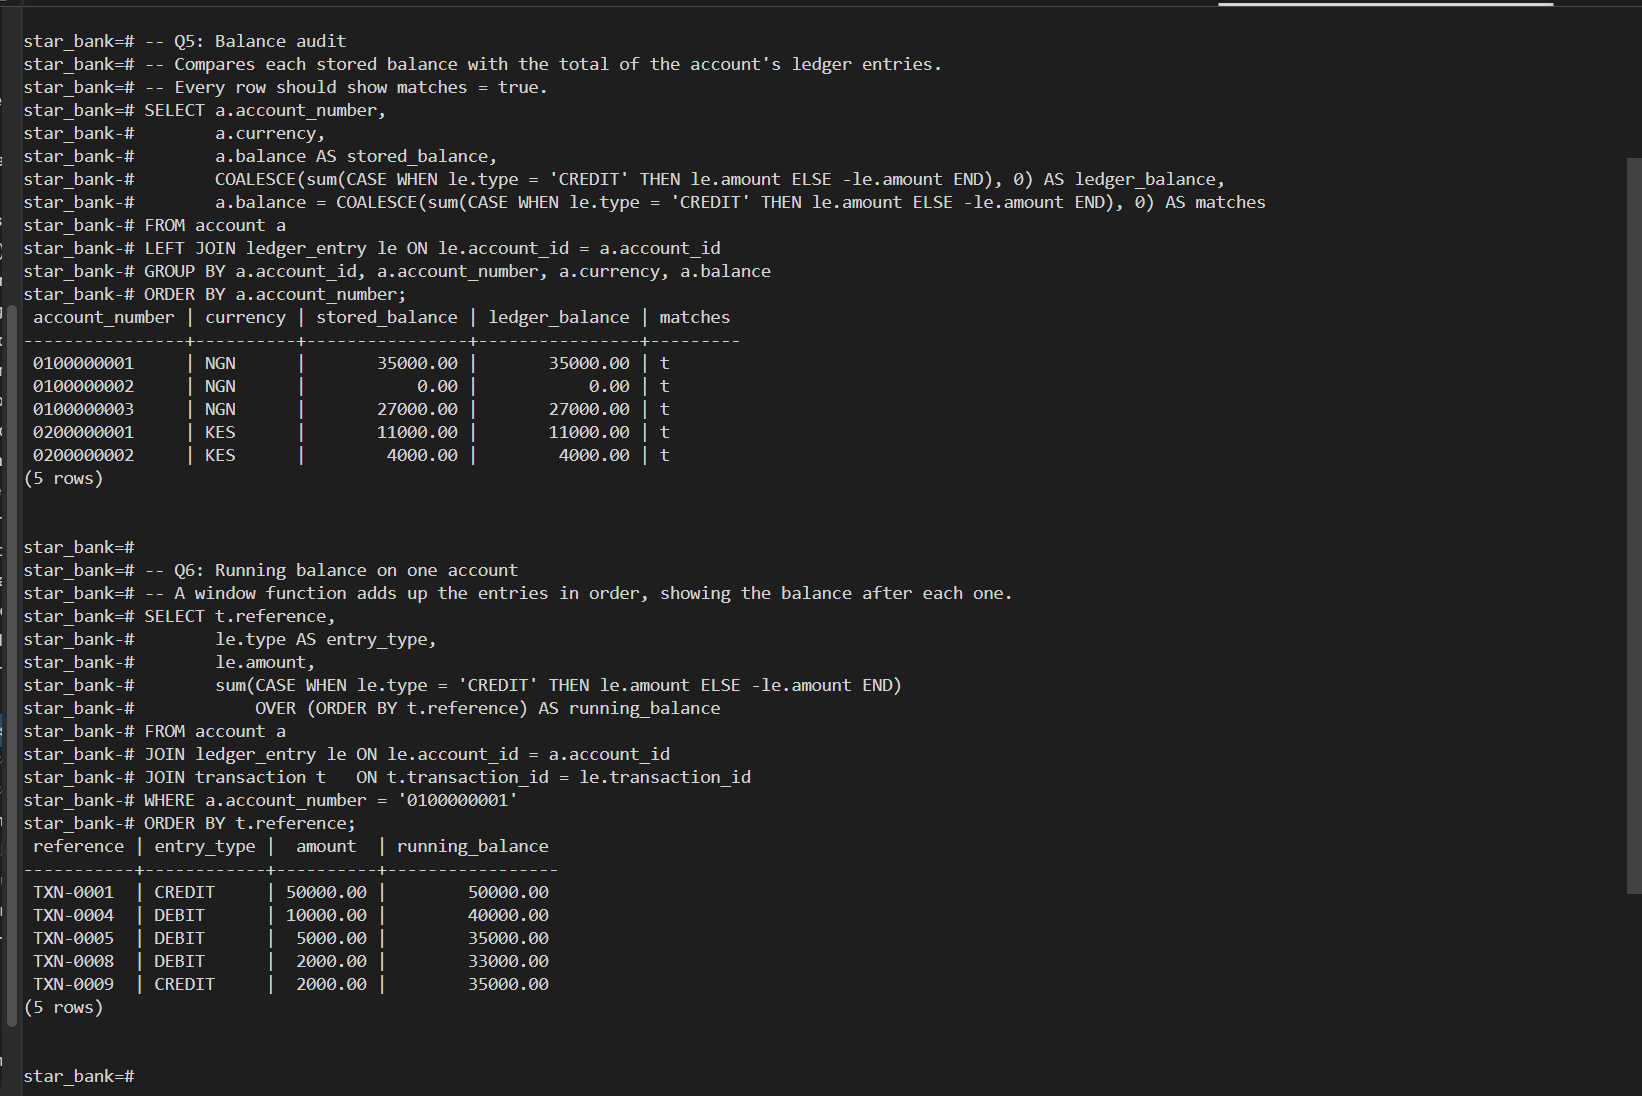 star_bank=# -- Q5: Balance audit
star_bank=# -- Compares each stored balance with the total of the account's ledger entries.
star_bank=# -- Every row should show matches = true.
star_bank=# SELECT a.account_number,
star_bank-#        a.currency,
star_bank-#        a.balance AS stored_balance,
star_bank-#        COALESCE(sum(CASE WHEN le.type = 'CREDIT' THEN le.amount ELSE -le.amount END), 0) AS ledger_balance,
star_bank-#        a.balance = COALESCE(sum(CASE WHEN le.type = 'CREDIT' THEN le.amount ELSE -le.amount END), 0) AS matches
star_bank-# FROM account a
star_bank-# LEFT JOIN ledger_entry le ON le.account_id = a.account_id
star_bank-# GROUP BY a.account_id, a.account_number, a.currency, a.balance
star_bank-# ORDER BY a.account_number;
 account_number | currency | stored_balance | ledger_balance | matches
----------------+----------+----------------+----------------+---------
 0100000001     | NGN      |       35000.00 |       35000.00 | t
 0100000002     | NGN      |           0.00 |           0.00 | t
 0100000003     | NGN      |       27000.00 |       27000.00 | t
 0200000001     | KES      |       11000.00 |       11000.00 | t
 0200000002     | KES      |        4000.00 |        4000.00 | t
(5 rows)
star_bank=#
star_bank=# -- Q6: Running balance on one account
star_bank=# -- A window function adds up the entries in order, showing the balance after each one.
star_bank=# SELECT t.reference,
star_bank-#        le.type AS entry_type,
star_bank-#        le.amount,
star_bank-#        sum(CASE WHEN le.type = 'CREDIT' THEN le.amount ELSE -le.amount END)
star_bank-#            OVER (ORDER BY t.reference) AS running_balance
star_bank-# FROM account a
star_bank-# JOIN ledger_entry le ON le.account_id = a.account_id
star_bank-# JOIN transaction t   ON t.transaction_id = le.transaction_id
star_bank-# WHERE a.account_number = '0100000001'
star_bank-# ORDER BY t.reference;
 reference | entry_type |  amount  | running_balance
-----------+------------+----------+-----------------
 TXN-0001  | CREDIT     | 50000.00 |        50000.00
 TXN-0004  | DEBIT      | 10000.00 |        40000.00
 TXN-0005  | DEBIT      |  5000.00 |        35000.00
 TXN-0008  | DEBIT      |  2000.00 |        33000.00
 TXN-0009  | CREDIT     |  2000.00 |        35000.00
(5 rows)
star_bank=#